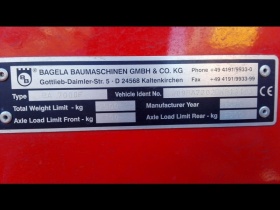 BAGELA BAUMASCHINEN GMBH & CO. KG
Gottlieb-Daimler-Str. 5 · D 24568 Kaltenkirchen
Phone ++49 4191/9933-0
Fax ++49 4191/9933-99
Type
Vehicle Ident No.
Total Weight Limit - kg
Manufacturer Year
Axle Load Limit Front - kg
Axle Load Limit Rear - kg